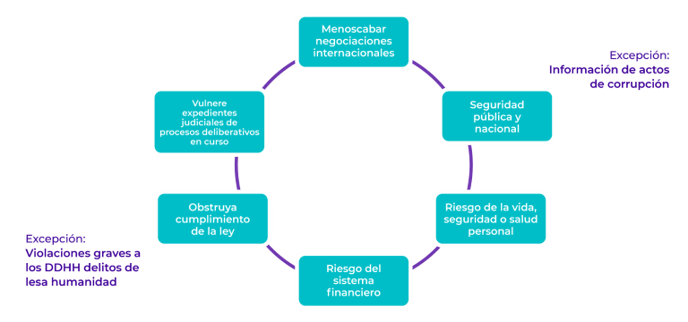 Menoscabar
negociaciones
internacionales
Excepción:
Información de actos
de corrupción
Vulnere
expedientes
judiciales de
procesos deliberativos
en curso
Seguridad
pública y
nacional
Obstruya
cumplimiento
de la ley
Riesgo de la vida,
seguridad o salud
personal
Excepción:
Violaciones graves a
los DDHH delitos de
lesa humanidad
Riesgo del
sistema
financiero